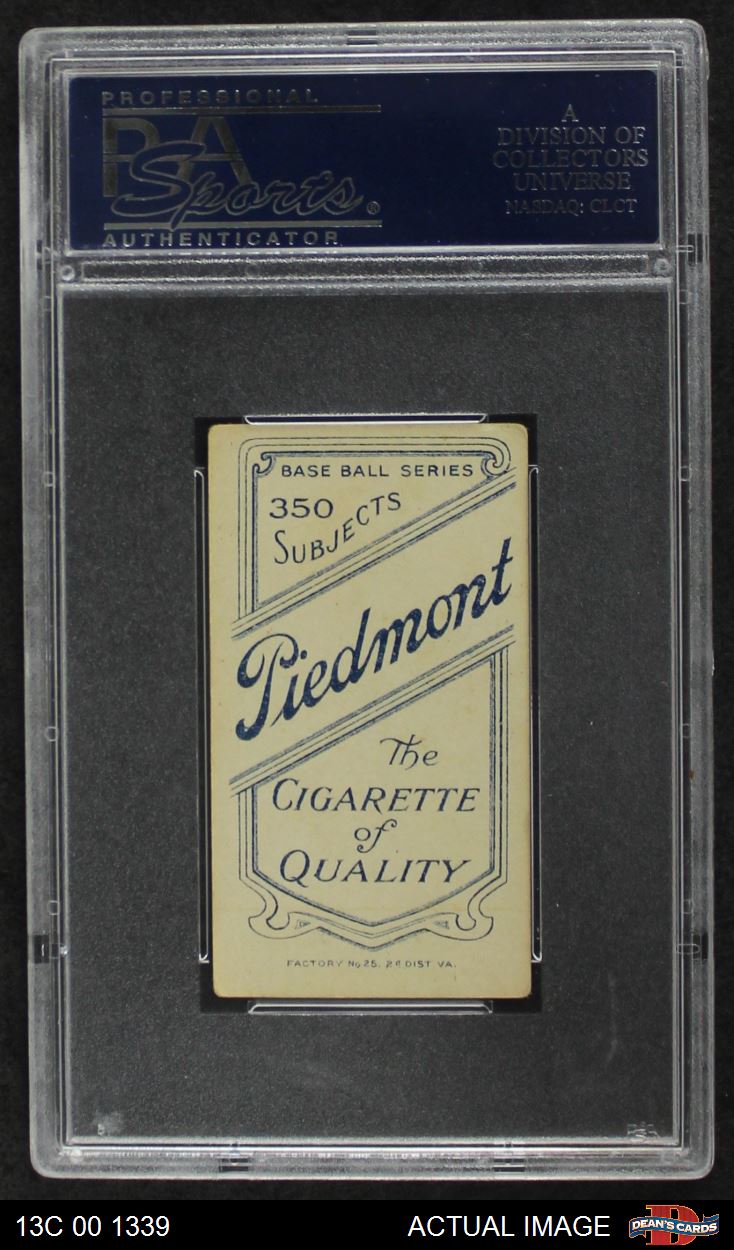 PROFESSIONAL
PSA
Sports®
AUTHENTICATOR
A
DIVISION OF
COLLECTORS
UNIVERSE
NASDAQ: CLCT
BASE BALL SERIES
350
SUBJECTS
Piedmont
The
CIGARETTE
of
QUALITY
FACTORY No 25, 2D DIST VA.
13C 00 1339
ACTUAL IMAGE
DEAN'S CARDS